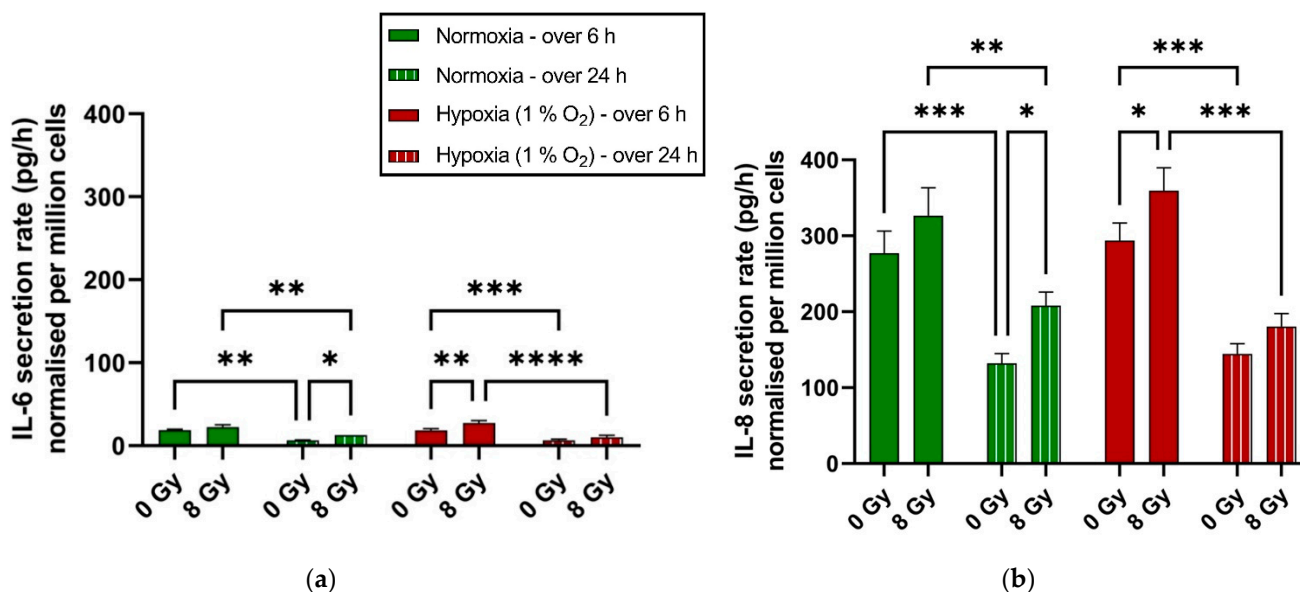 Normoxia - over 6 h
Normoxia - over 24 h
Hypoxia (1 % O₂) - over 6 h
Hypoxia (1 % O₂) - over 24 h
IL-6 secretion rate (pg/h)
normalised per million cells
400
300
200
100
0
** ***
** * ** ****
0 Gy 8 Gy 0 Gy 8 Gy 0 Gy 8 Gy 0 Gy 8 Gy
(a)
IL-8 secretion rate (pg/h)
normalised per million cells
400
300
200
100
0
** ***
*** * * ***
0 Gy 8 Gy 0 Gy 8 Gy 0 Gy 8 Gy 0 Gy 8 Gy
(b)